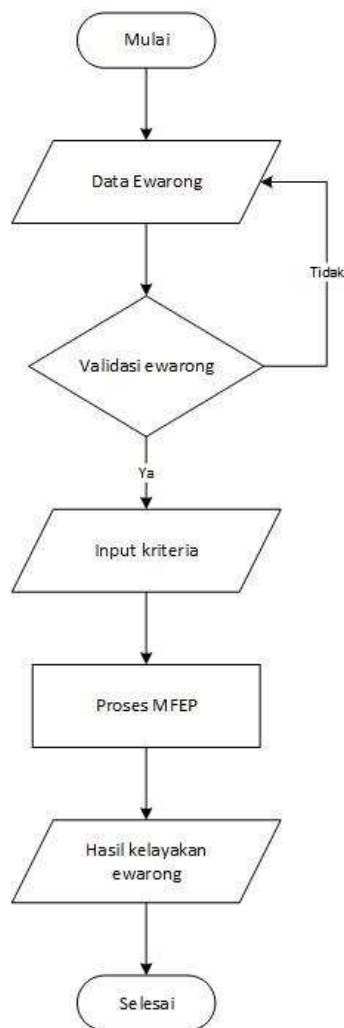 Mulai
Data Ewarong
Tidak
Validasi ewarong
Ya
Input kriteria
Proses MFEP
Hasil kelayakan
ewarong
Selesai